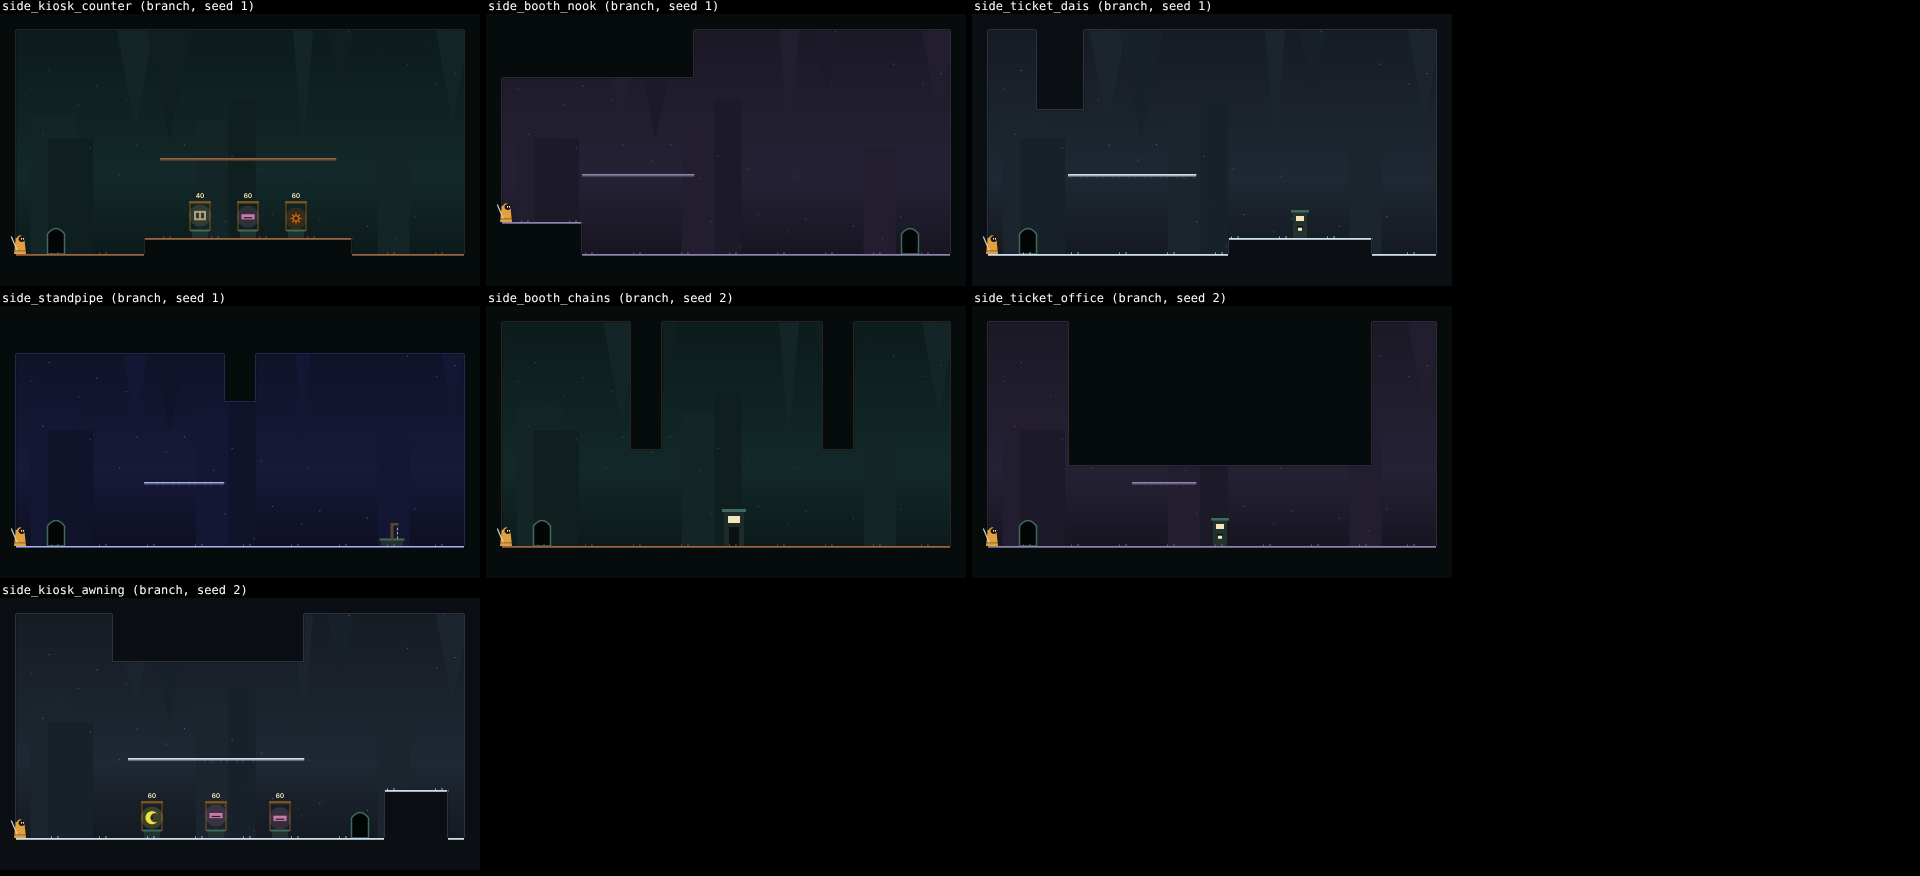 side_kiosk_counter (branch, seed 1)
side_booth_nook (branch, seed 1)
side_ticket_dais (branch, seed 1)
40 60 60
side_standpipe (branch, seed 1)
side_booth_chains (branch, seed 2)
side_ticket_office (branch, seed 2)
side_kiosk_awning (branch, seed 2)
60 60 60